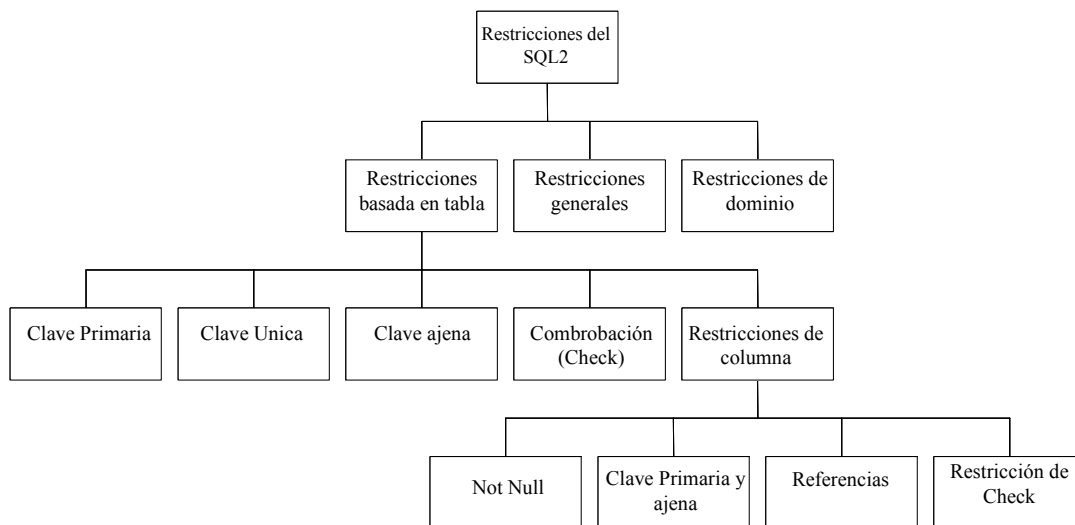 Restricciones del
SQL2
Restricciones
basada en tabla
Restricciones
generales
Restricciones de
dominio
Clave Primaria
Clave Unica
Clave ajena
Combrobación
(Check)
Restricciones de
columna
Not Null
Clave Primaria y
ajena
Referencias
Restricción de
Check